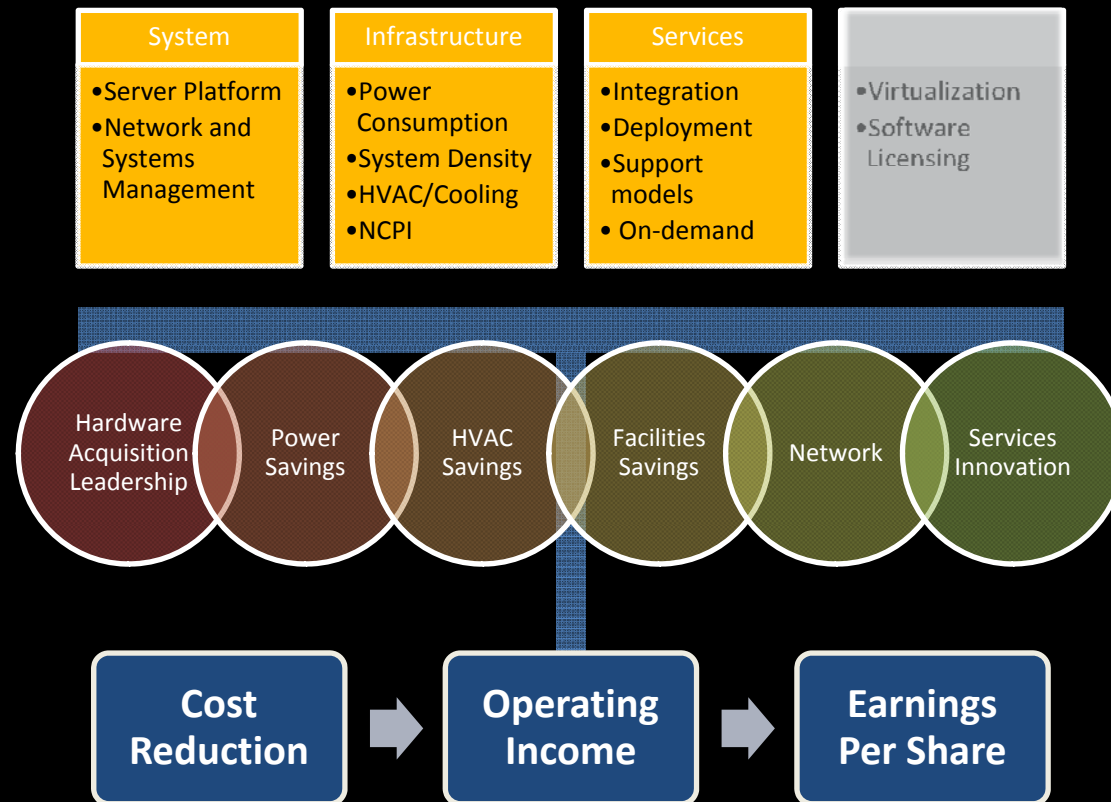 System
•Server Platform
•Network and
Systems
Management
Infrastructure
•Power
Consumption
•System Density
•HVAC/Cooling
•NCPI
Services
•Integration
•Deployment
•Support
models
• On-demand
•Virtualization
•Software
Licensing
Hardware
Acquisition
Leadership
Power
Savings
HVAC
Savings
Facilities
Savings
Network
Services
Innovation
Cost
Reduction
Operating
Income
Earnings
Per Share